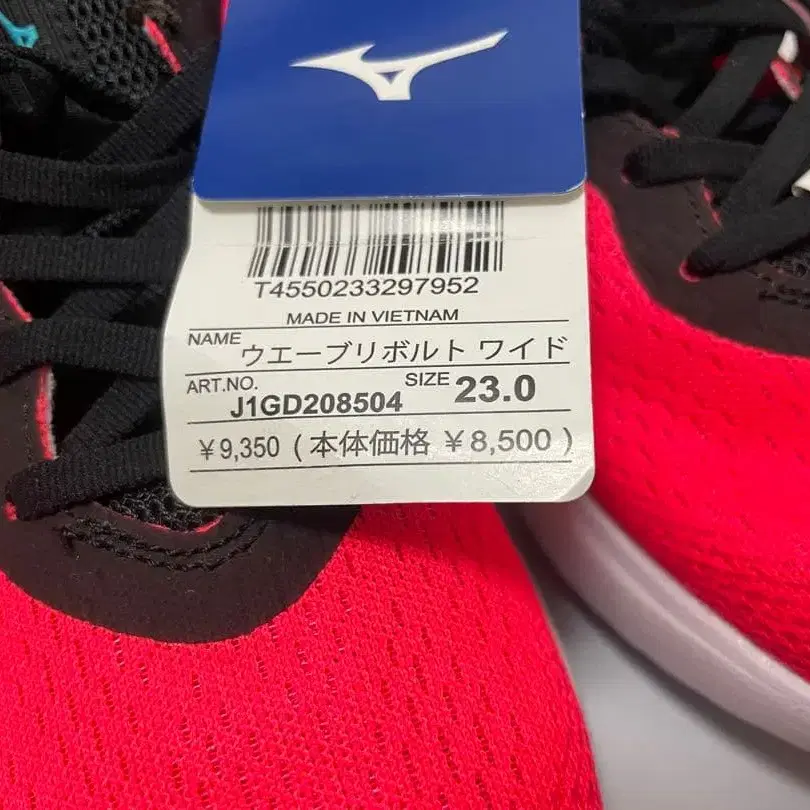 T4550233297952
MADE IN VIETNAM
NAME ウエーブリボルト ワイド
ART.NO. J1GD208504 SIZE 23.0
￥9,350 ( 本体価格 ￥8,500 )